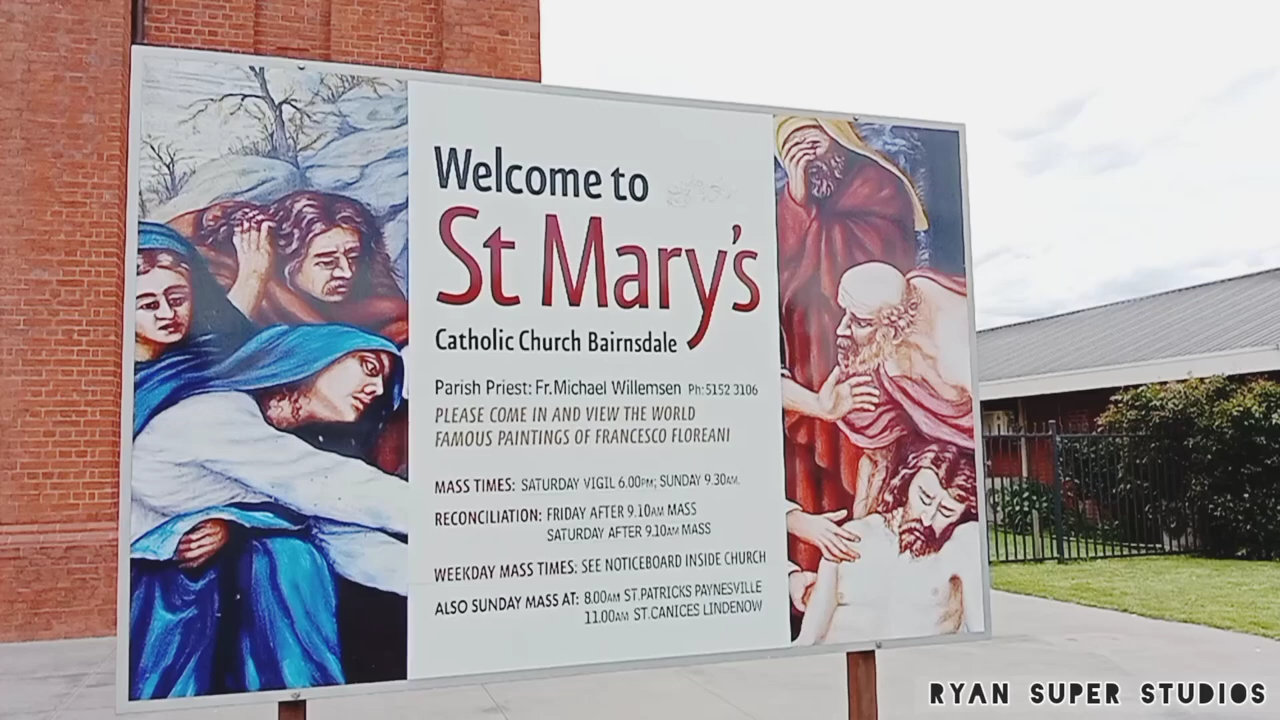 Welcome to
St Mary's
Catholic Church Bairnsdale
Parish Priest: Fr.Michael Willemsen Ph:5152 3106
PLEASE COME IN AND VIEW THE WORLD
FAMOUS PAINTINGS OF FRANCESCO FLOREANI
MASS TIMES: SATURDAY VIGIL 6.00PM; SUNDAY 9.30AM.
RECONCILIATION: FRIDAY AFTER 9.10AM MASS
SATURDAY AFTER 9.10AM MASS
WEEKDAY MASS TIMES: SEE NOTICEBOARD INSIDE CHURCH
ALSO SUNDAY MASS AT: 8.00AM ST.PATRICKS PAYNESVILLE
11.00AM ST.CANICES LINDENOW
RYAN SUPER STUDIOS